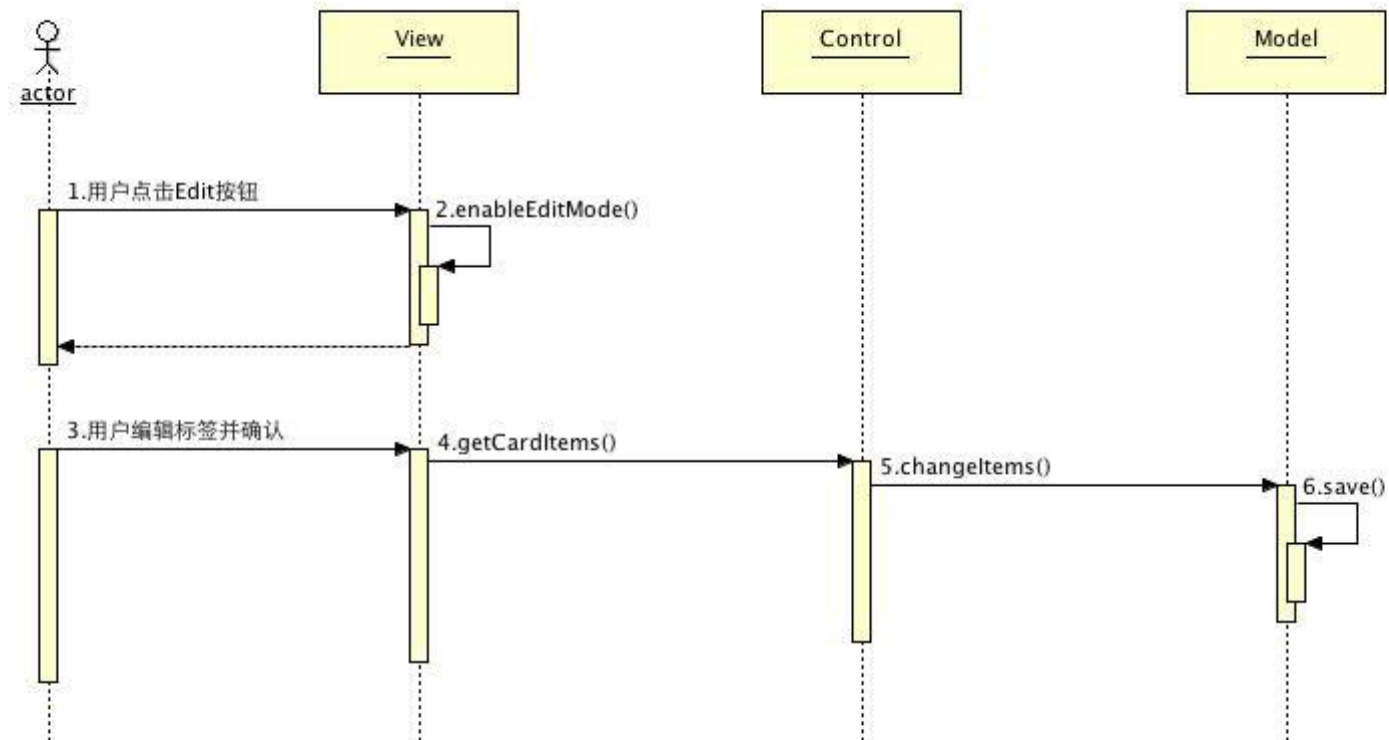 View
Control
Model
actor
1.用户点击Edit按钮
2.enableEditMode()
3.用户编辑标签并确认
4.getCardItems()
5.changeItems()
6.save()